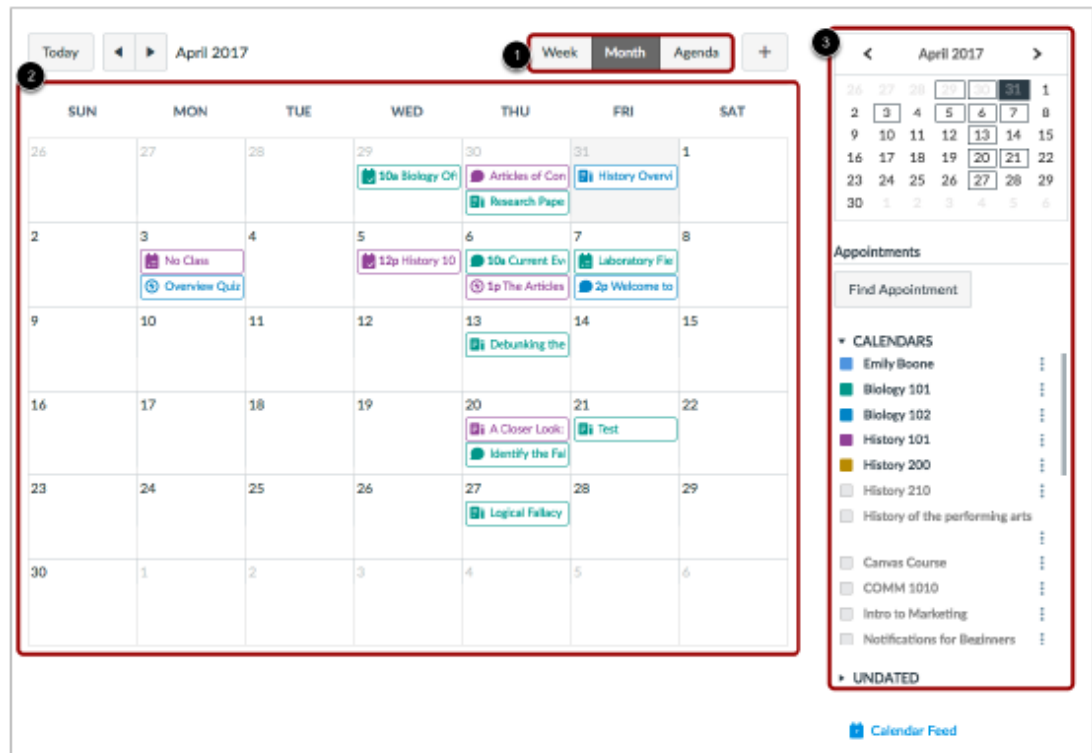 Today April 2017 1 Week Month Agenda +
2
SUN MON TUE WED THU FRI SAT
26 27 28 29 30 31 1
10a Biology Of Articles of Con History Overvi
Research Pape
2 3 4 5 6 7 8
No Class 12p History 10 10a Current Ev Laboratory Fie
Overview Quiz 1p The Articles 2p Welcome to
9 10 11 12 13 14 15
Debunking the
16 17 18 19 20 21 22
A Closer Look: Test
Identify the Fal
23 24 25 26 27 28 29
Logical Fallacy
30 1 2 3 4 5 6
3
April 2017
26 27 28 29 30 31 1
2 3 4 5 6 7 8
9 10 11 12 13 14 15
16 17 18 19 20 21 22
23 24 25 26 27 28 29
30 1 2 3 4 5 6
Appointments
Find Appointment
CALENDARS
Emily Boone
Biology 101
Biology 102
History 101
History 200
History 210
History of the performing arts
Canvas Course
COMM 1010
Intro to Marketing
Notifications for Beginners
UNDATED
Calendar Feed